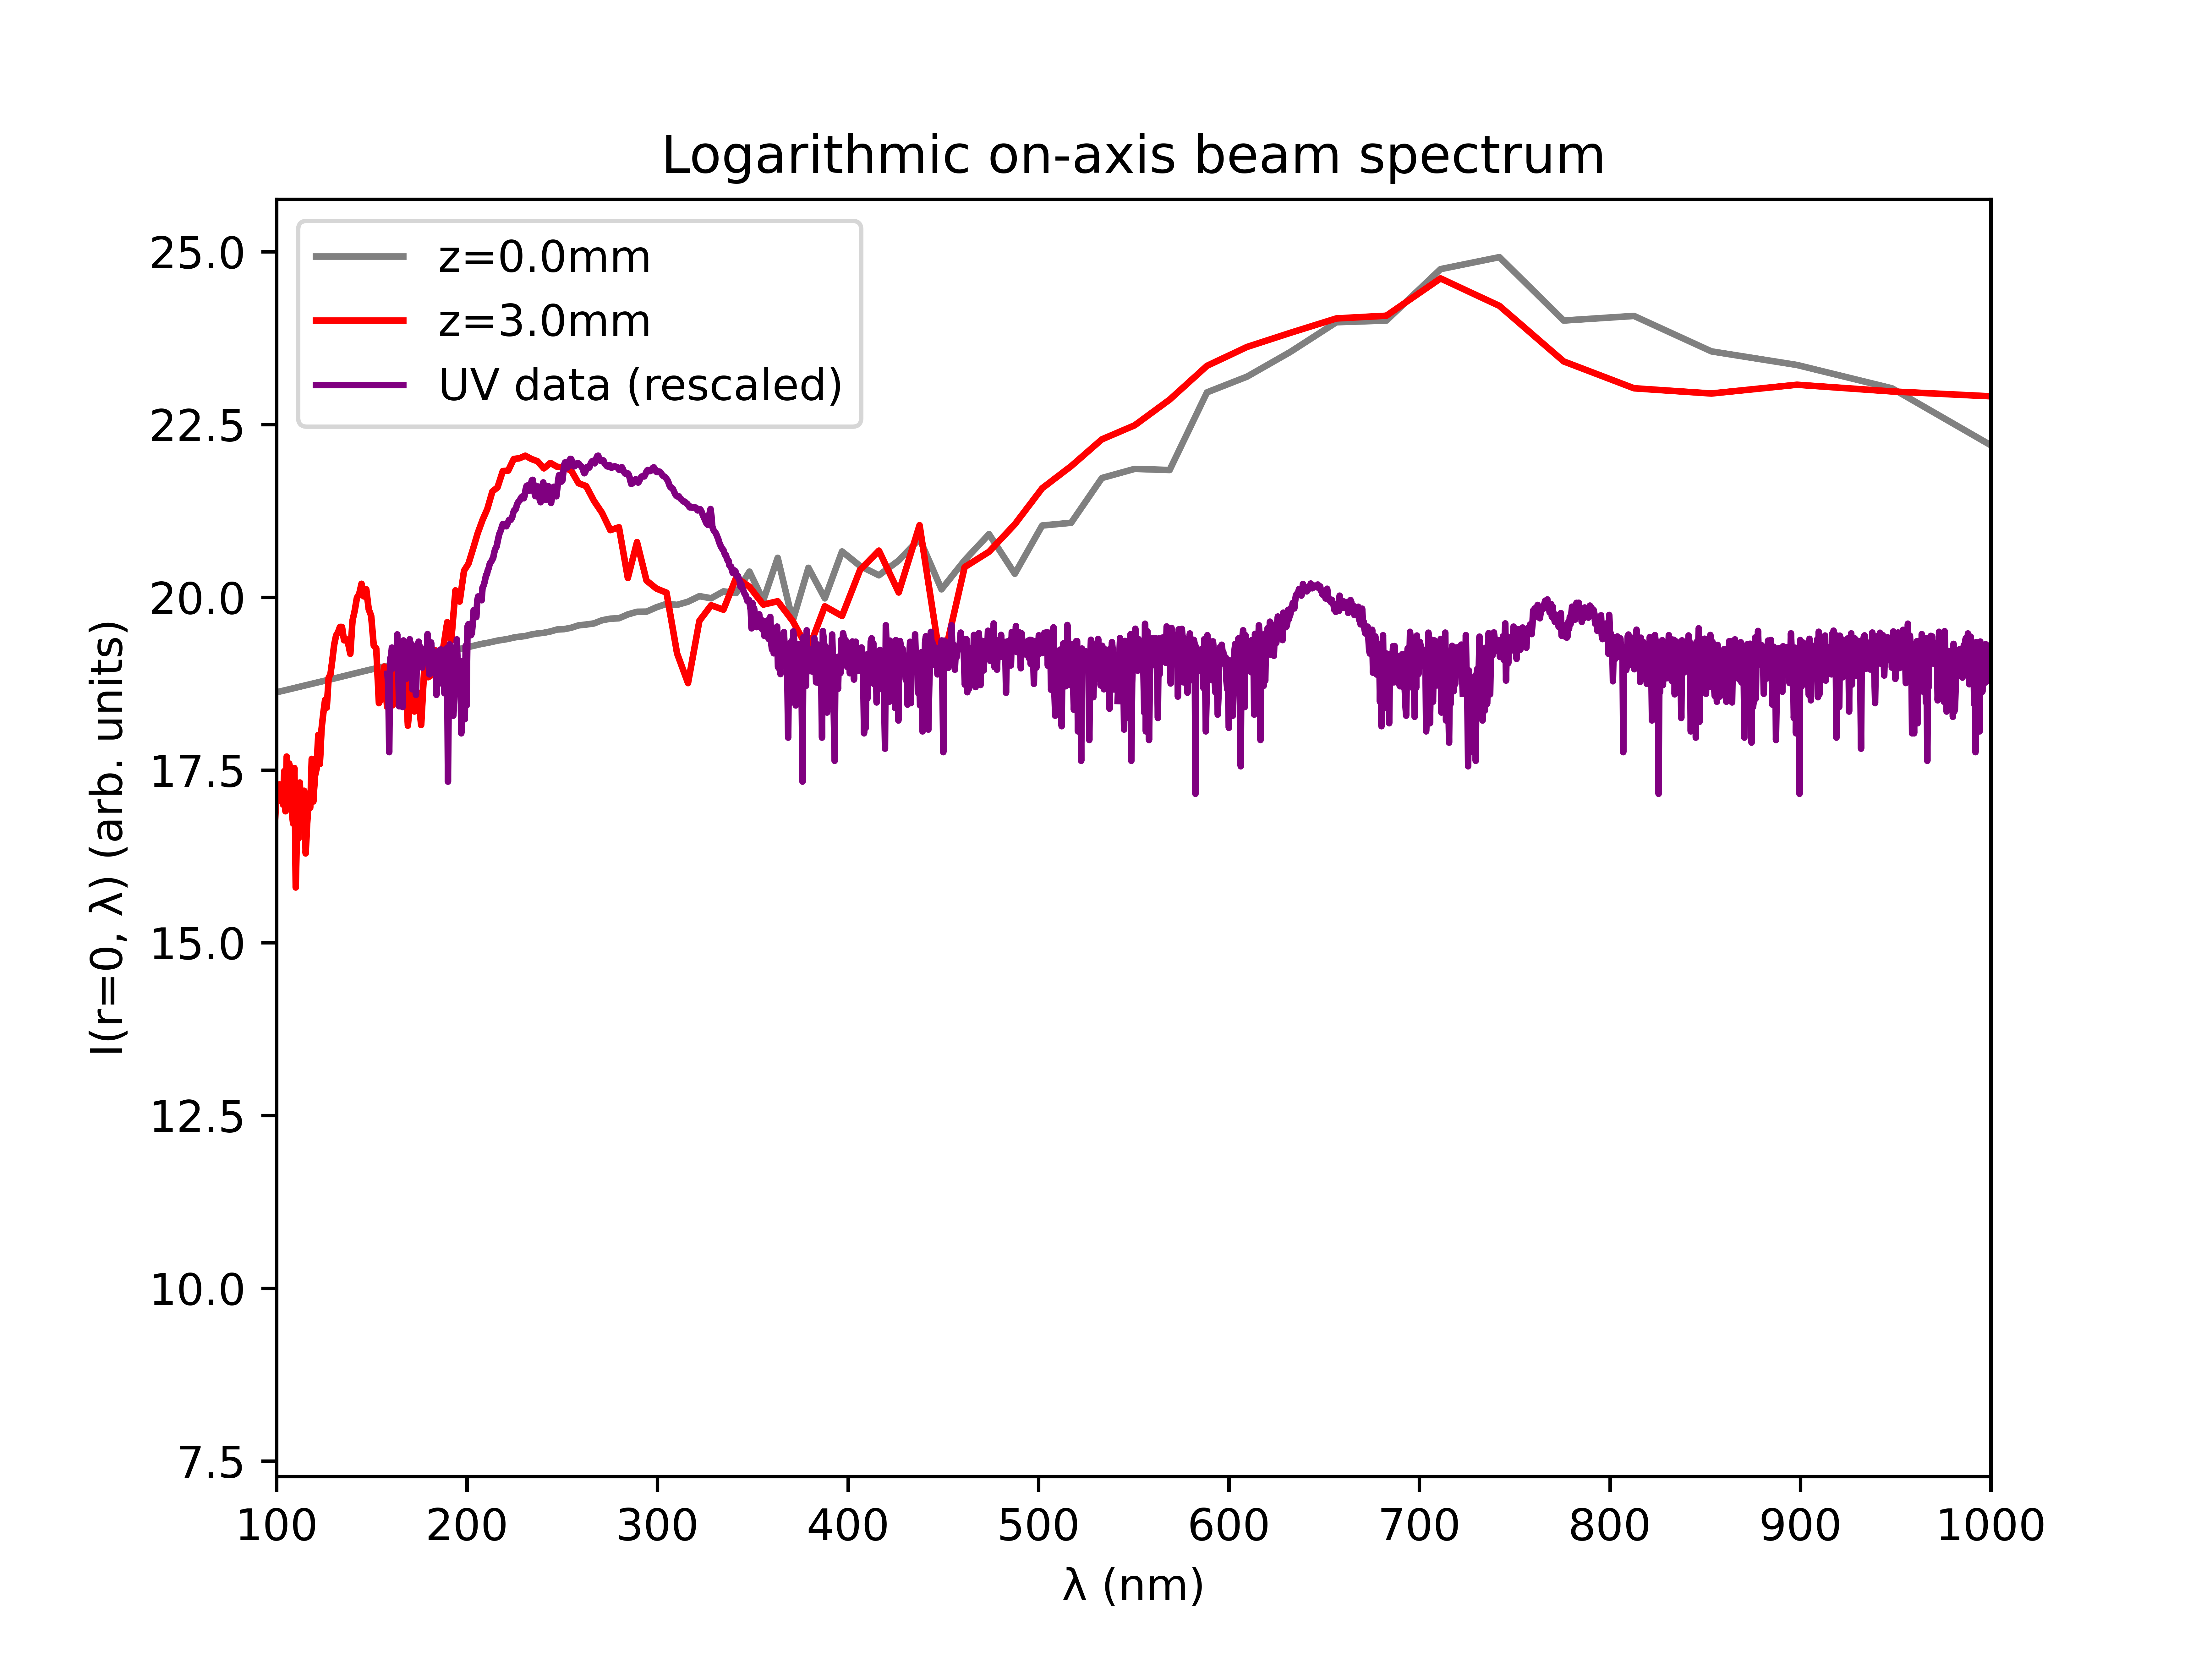 Logarithmic on-axis beam spectrum
z=0.0mm
z=3.0mm
UV data (rescaled)
I(r=0, λ) (arb. units)
25.0
22.5
20.0
17.5
15.0
12.5
10.0
7.5
100 200 300 400 500 600 700 800 900 1000
λ (nm)